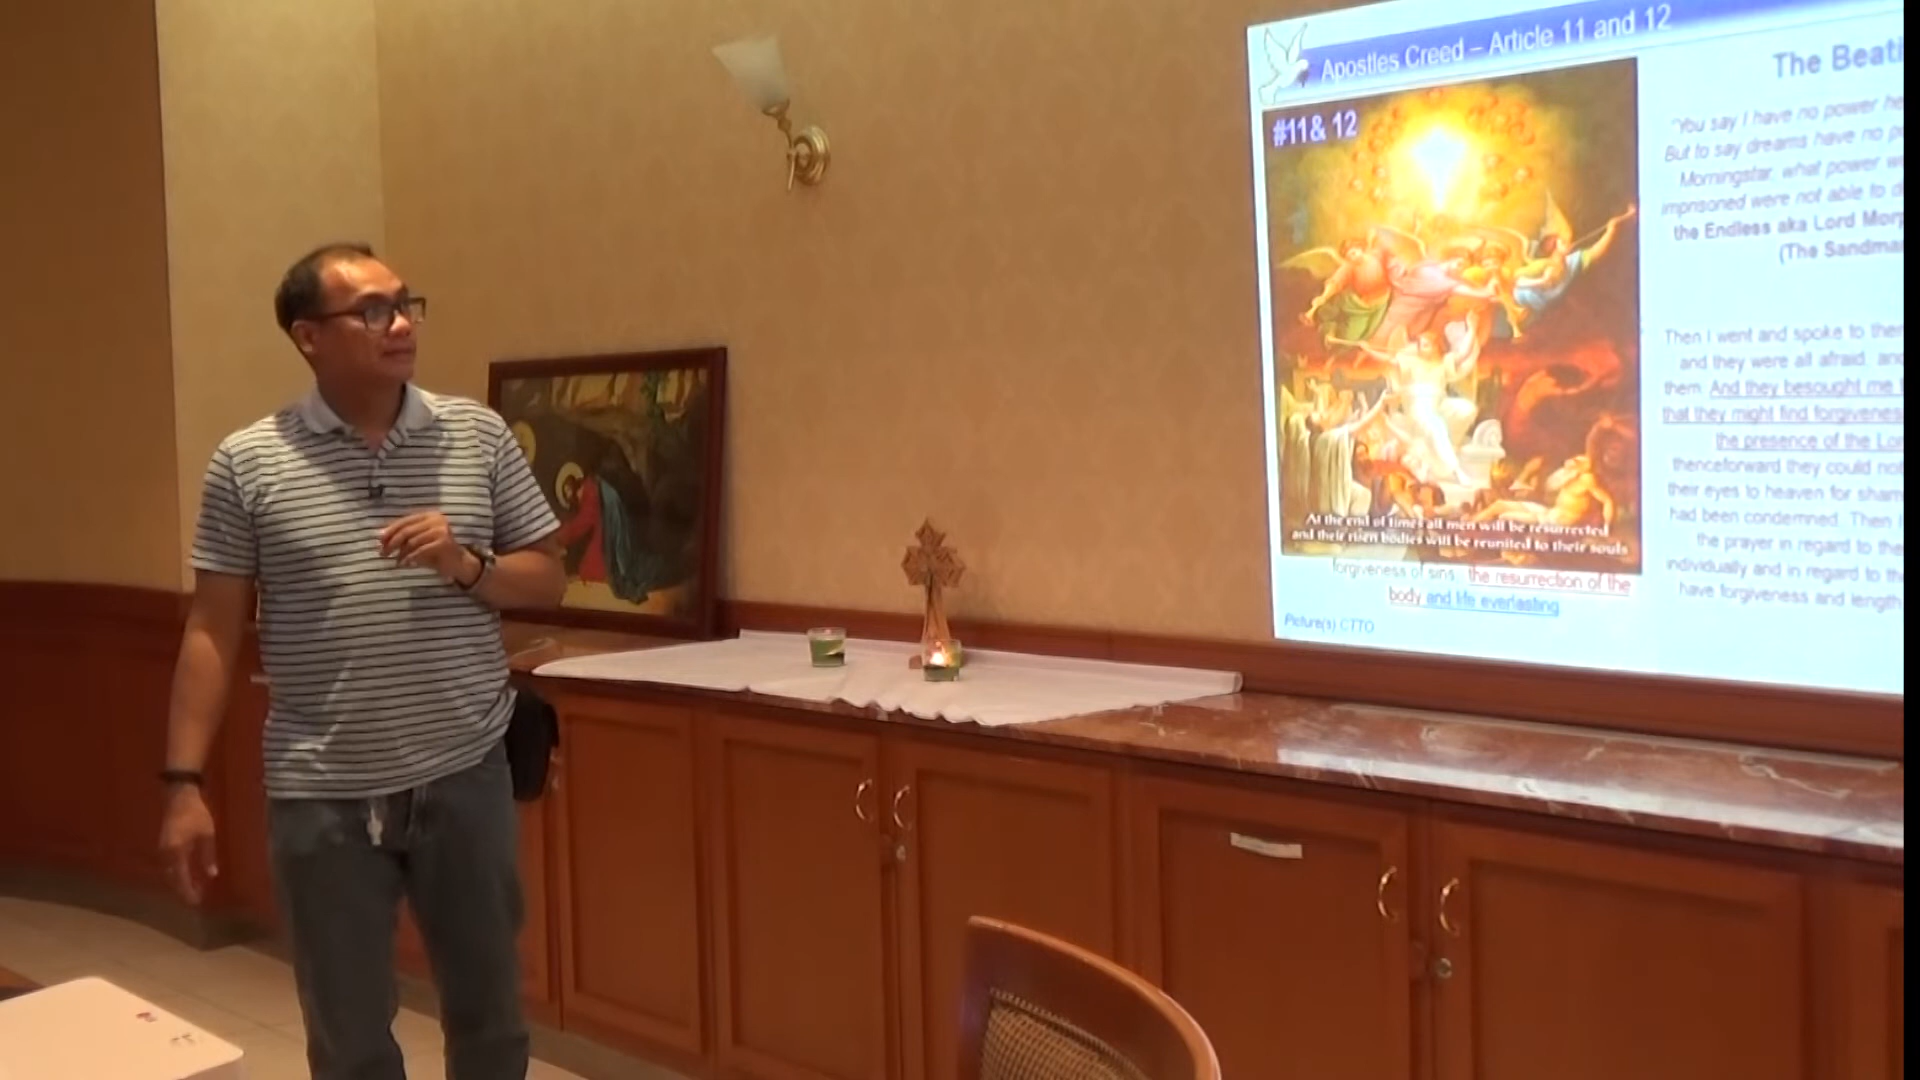 Apostles Creed – Article 11 and 12
#11& 12
At the end of times all men will be resurrected
and their risen bodies will be reunited to their souls
forgiveness of sins, the resurrection of the
body and life everlasting
Picture(s) CTTO
The Beati
"You say I have no power he
But to say dreams have no p
Morningstar, what power w
imprisoned were not able to d
the Endless aka Lord Morp
(The Sandma
Then I went and spoke to them
and they were all afraid, and
them. And they besought me t
that they might find forgiveness
the presence of the Lor
thenceforward they could not
their eyes to heaven for sham
had been condemned. Then I
the prayer in regard to the
individually and in regard to th
have forgiveness and length